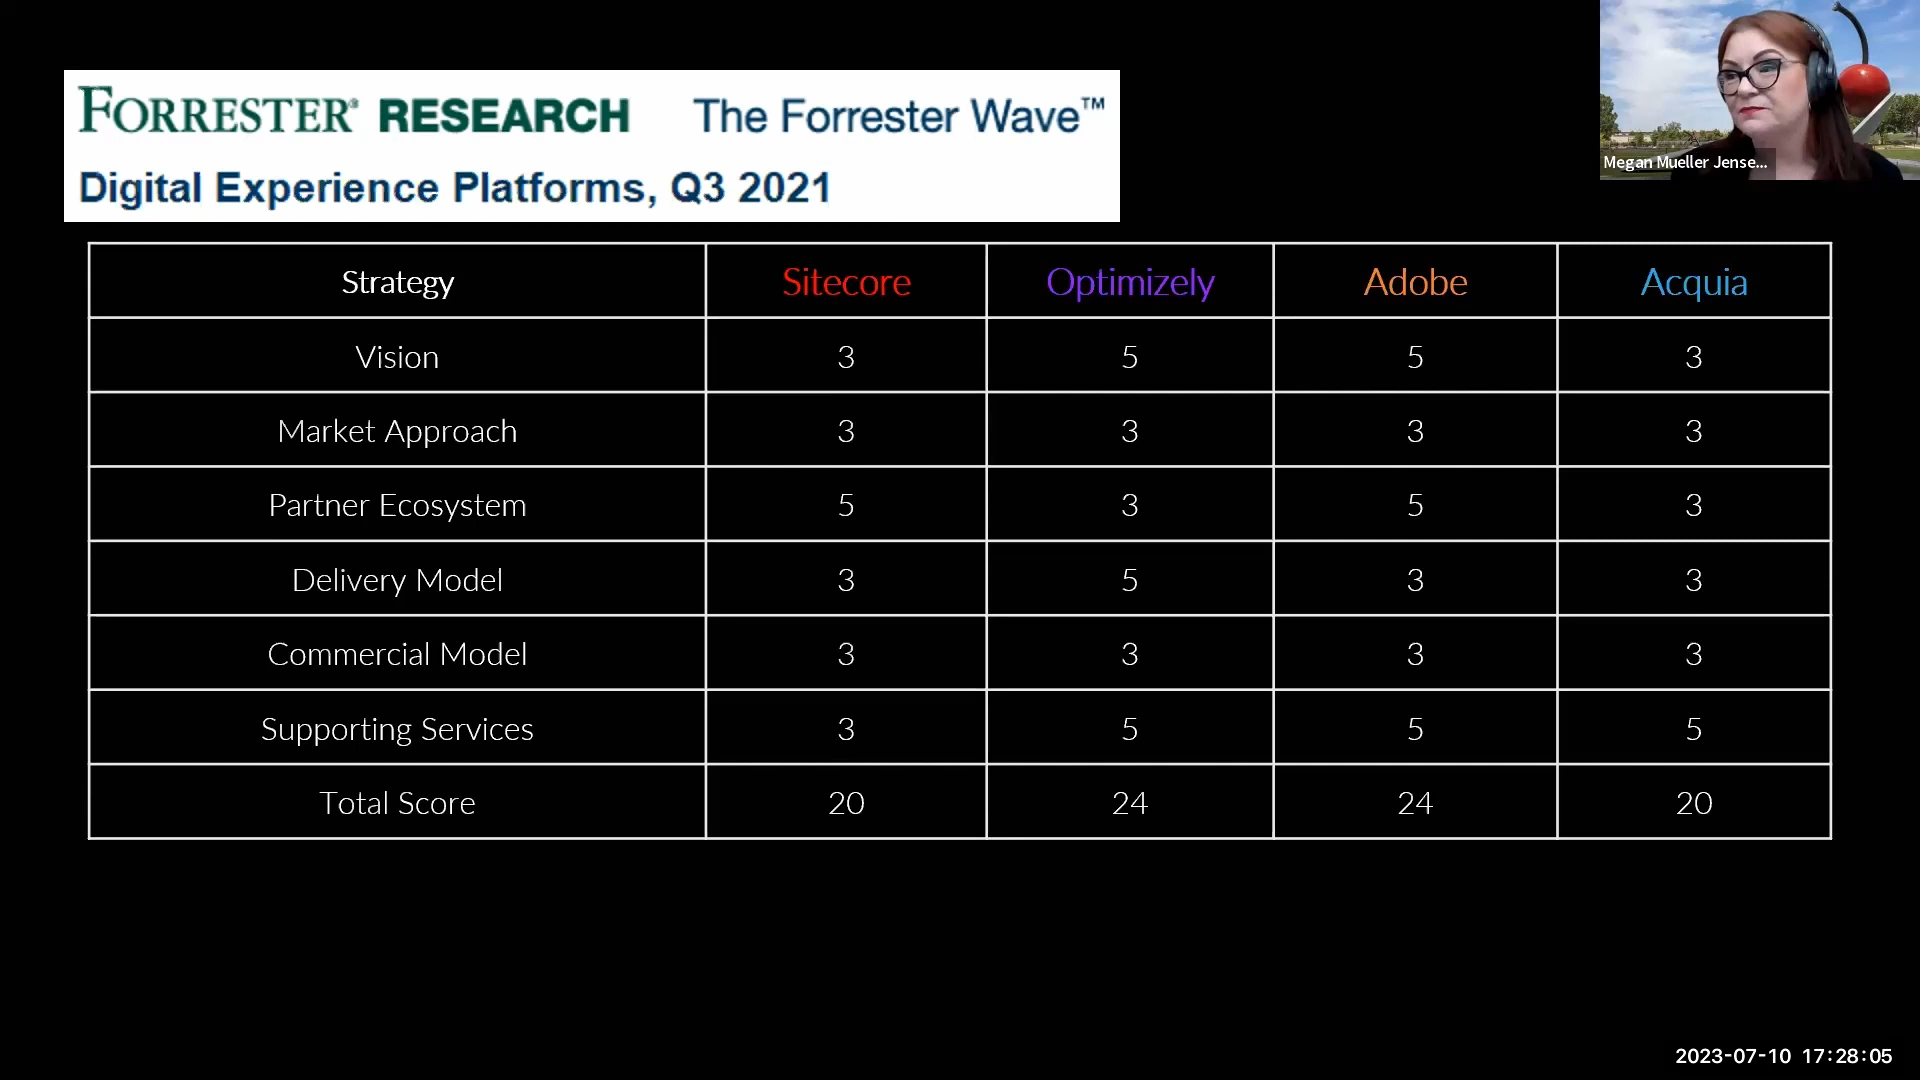 FORRESTER® RESEARCH The Forrester Wave™
Digital Experience Platforms, Q3 2021
Megan Mueller Jense...
Strategy Sitecore Optimizely Adobe Acquia
Vision 3 5 5 3
Market Approach 3 3 3 3
Partner Ecosystem 5 3 5 3
Delivery Model 3 5 3 3
Commercial Model 3 3 3 3
Supporting Services 3 5 5 5
Total Score 20 24 24 20
2023-07-10 17:28:05